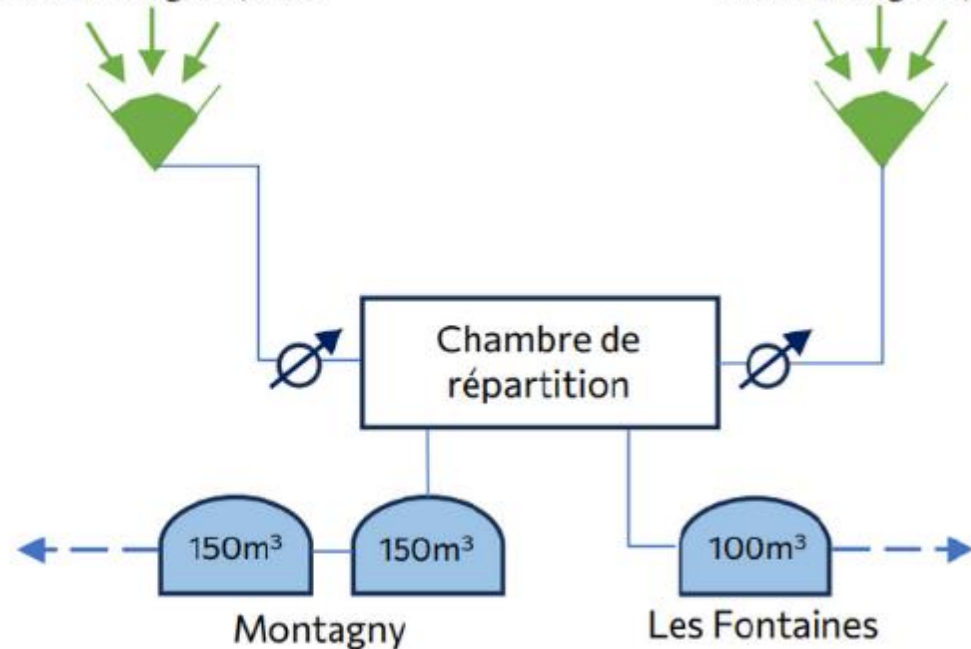 Chambre de
répartition
150m³
150m³
100m³
Montagny
Les Fontaines